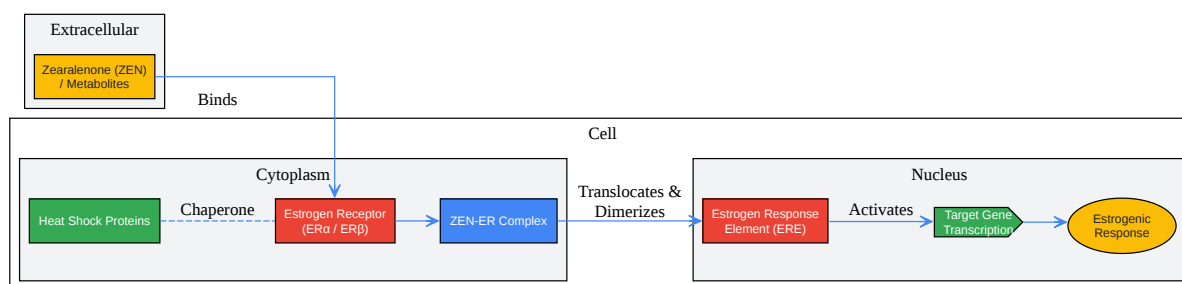 Extracellular
Zearalenone (ZEN)
/ Metabolites
Binds
Cell
Cytoplasm
Nucleus
Heat Shock Proteins
Chaperone
Estrogen Receptor
(ERα / ERβ)
ZEN-ER Complex
Translocates &
Dimerizes
Estrogen Response
Element (ERE)
Activates
Target Gene
Transcription
Estrogenic
Response